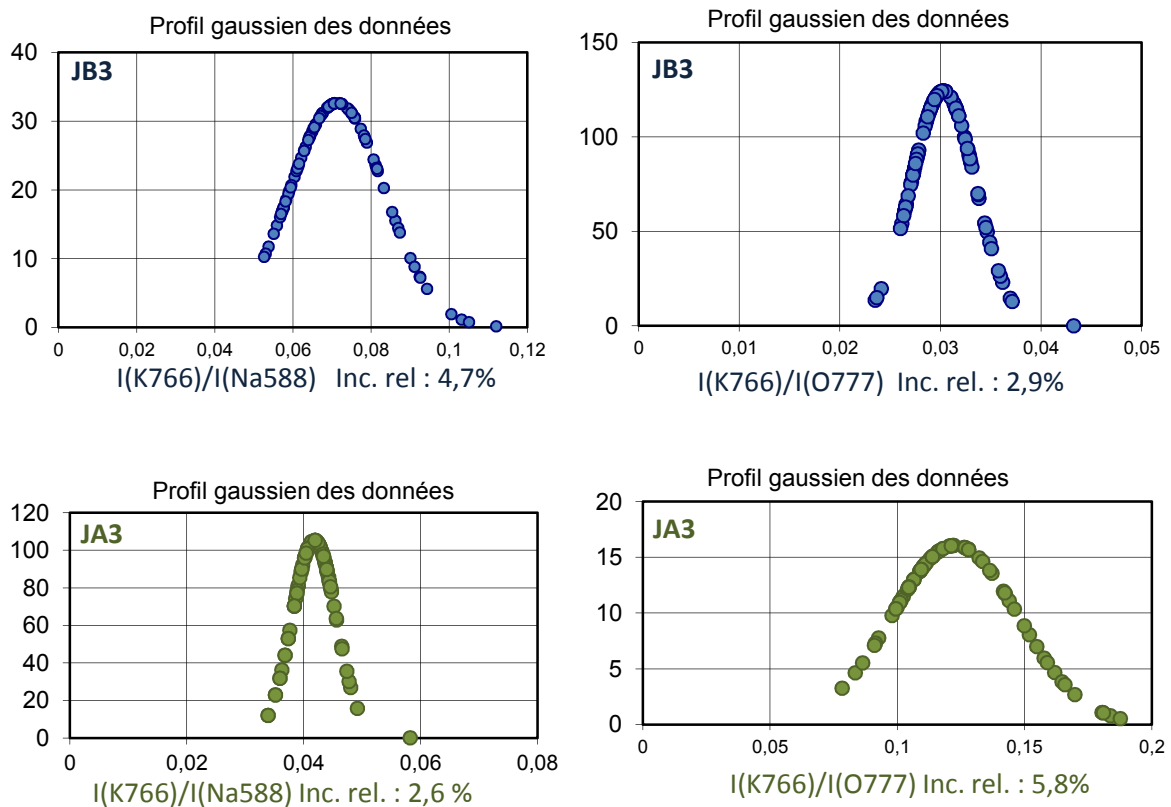 Profil gaussien des données
40
30
20
10
0
JB3
0 0,02 0,04 0,06 0,08 0,1 0,12
I(K766)/I(Na588) Inc. rel : 4,7%
Profil gaussien des données
150
100
50
0
JB3
0 0,01 0,02 0,03 0,04 0,05
I(K766)/I(O777) Inc. rel. : 2,9%
Profil gaussien des données
120
100
80
60
40
20
0
JA3
0 0,02 0,04 0,06 0,08
I(K766)/I(Na588) Inc. rel. : 2,6 %
Profil gaussien des données
20
15
10
5
0
JA3
0 0,05 0,1 0,15 0,2
I(K766)/I(O777) Inc. rel. : 5,8%